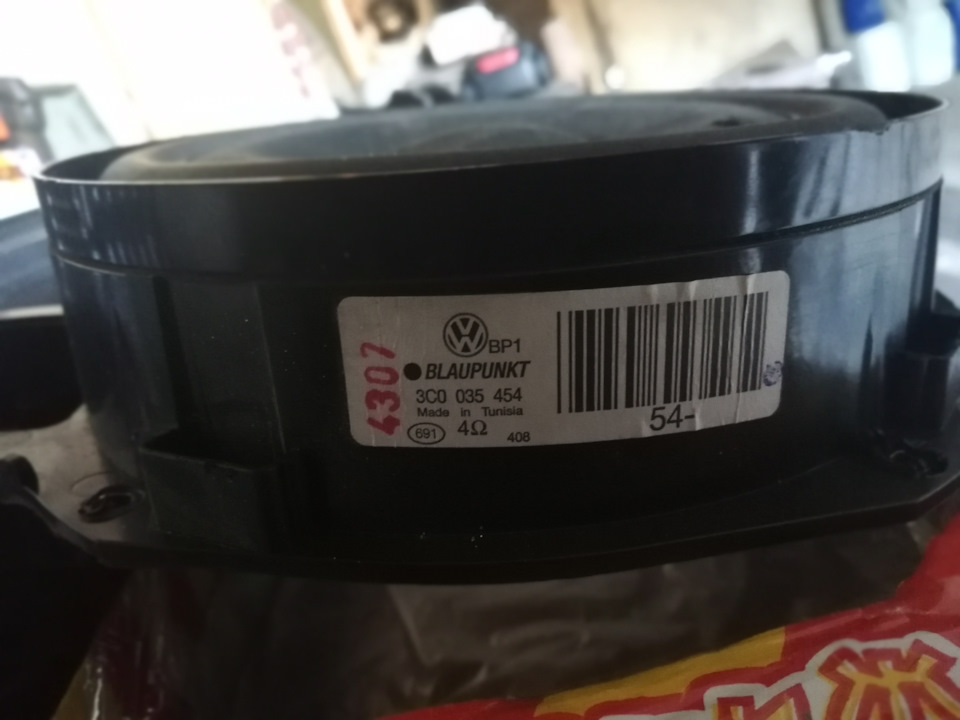 4307
BP1
BLAUPUNKT
3C0 035 454
Made in Tunisia
691 4Ω 408
54-